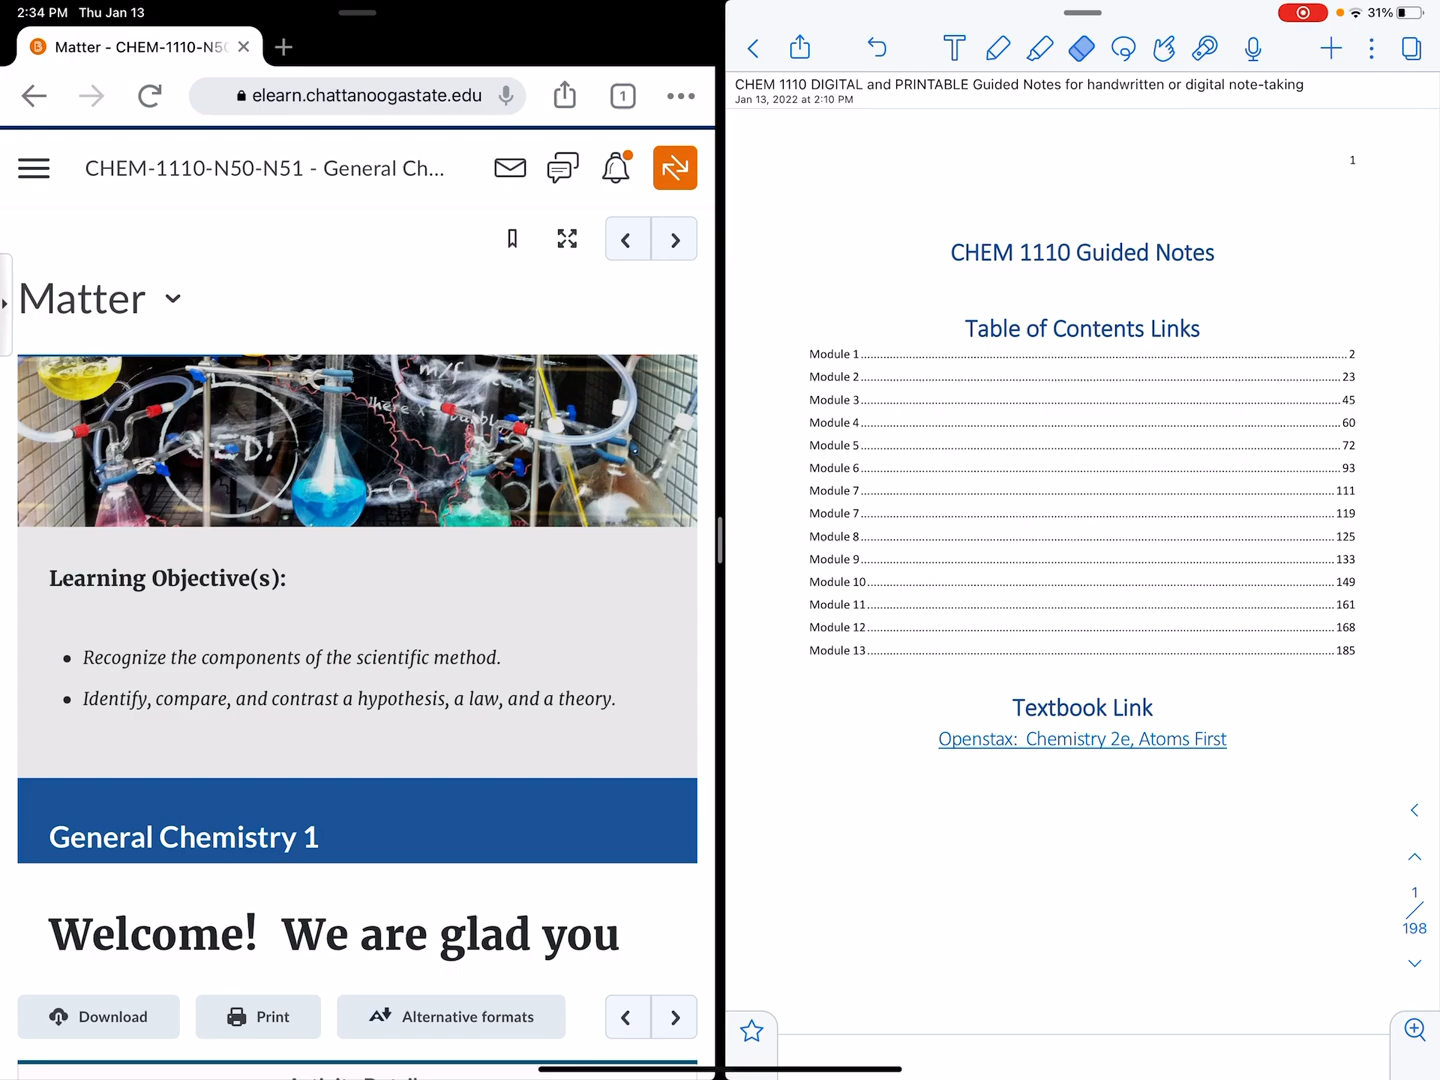 2:34 PM Thu Jan 13
Matter - CHEM-1110-N50
elearn.chattanoogastate.edu
1
CHEM-1110-N50-N51 - General Ch...
Matter
m/s
here
ED!
Learning Objective(s):
• Recognize the components of the scientific method.
• Identify, compare, and contrast a hypothesis, a law, and a theory.
General Chemistry 1
Welcome! We are glad you
Download
Print
Alternative formats
31%
CHEM 1110 DIGITAL and PRINTABLE Guided Notes for handwritten or digital note-taking
Jan 13, 2022 at 2:10 PM
1
CHEM 1110 Guided Notes
Table of Contents Links
Module 1 2
Module 2 23
Module 3 45
Module 4 60
Module 5 72
Module 6 93
Module 7 111
Module 7 119
Module 8 125
Module 9 133
Module 10 149
Module 11 161
Module 12 168
Module 13 185
Textbook Link
Openstax: Chemistry 2e, Atoms First
1
198